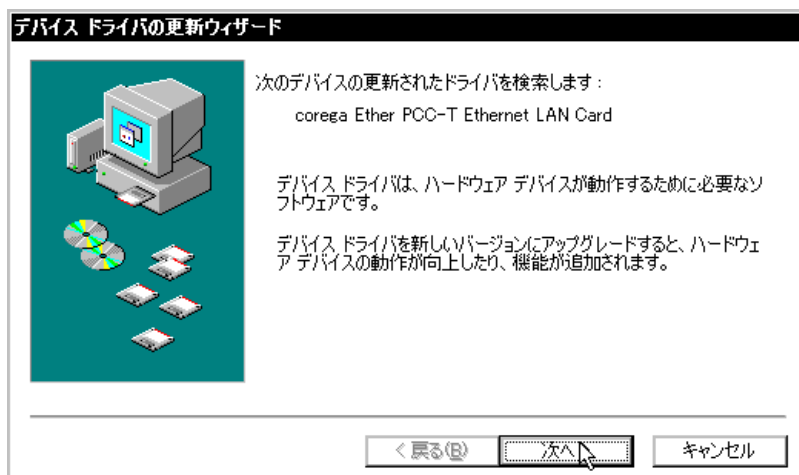 デバイス ドライバの更新ウィザード
次のデバイスの更新されたドライバを検索します:
corega Ether PCC-T Ethernet LAN Card
デバイス ドライバは、ハードウェア デバイスが動作するために必要なソ
フトウェアです。
デバイス ドライバを新しいバージョンにアップグレードすると、ハードウェ
ア デバイスの動作が向上したり、機能が追加されます。
< 戻る(B)
次へ
キャンセル